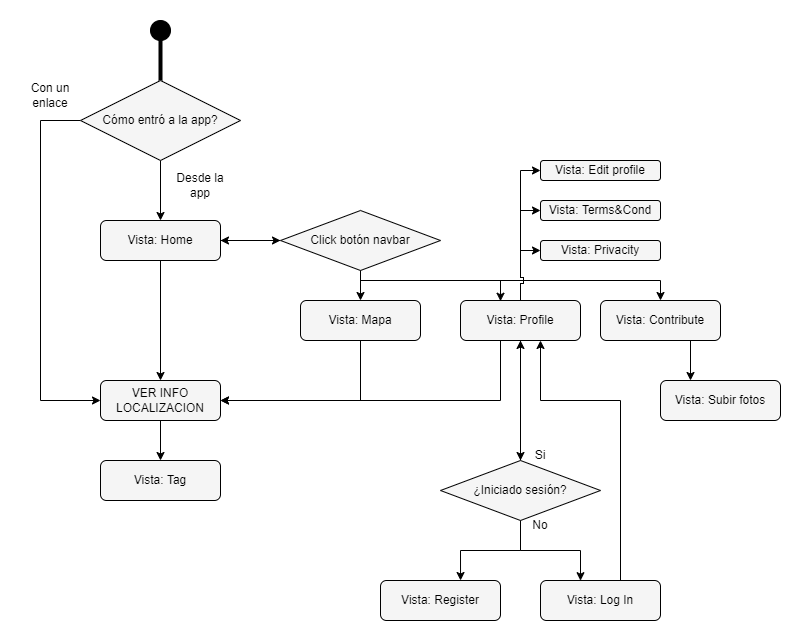 Con un
enlace
Cómo entró a la app?
Desde la
app
Vista: Edit profile
Vista: Terms&Cond
Vista: Privacity
Vista: Home
Click botón navbar
Vista: Mapa
Vista: Profile
Vista: Contribute
VER INFO
LOCALIZACION
Vista: Subir fotos
Vista: Tag
Si
¿Iniciado sesión?
No
Vista: Register
Vista: Log In